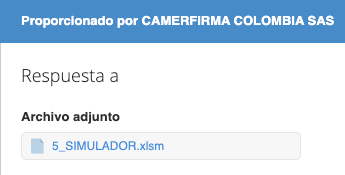 Proporcionado por CAMERFIRMA COLOMBIA SAS
Respuesta a
Archivo adjunto
5_SIMULADOR.xlsm